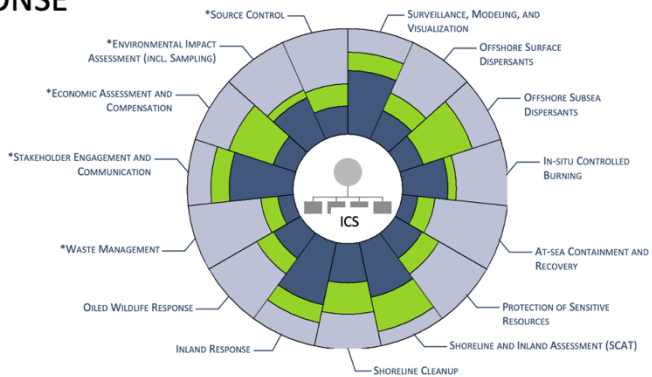 *SOURCE CONTROL
SURVEILLANCE, MODELING, AND
VISUALIZATION
*ENVIRONMENTAL IMPACT
ASSESSMENT (INCL. SAMPLING)
OFFSHORE SURFACE
DISPERSANTS
*ECONOMIC ASSESSMENT AND
COMPENSATION
OFFSHORE SUBSEA
DISPERSANTS
*STAKEHOLDER ENGAGEMENT AND
COMMUNICATION
IN-SITU CONTROLLED
BURNING
ICS
*WASTE MANAGEMENT
AT-SEA CONTAINMENT AND
RECOVERY
OILED WILDLIFE RESPONSE
PROTECTION OF SENSITIVE
RESOURCES
INLAND RESPONSE
SHORELINE AND INLAND ASSESSMENT (SCAT)
SHORELINE CLEANUP